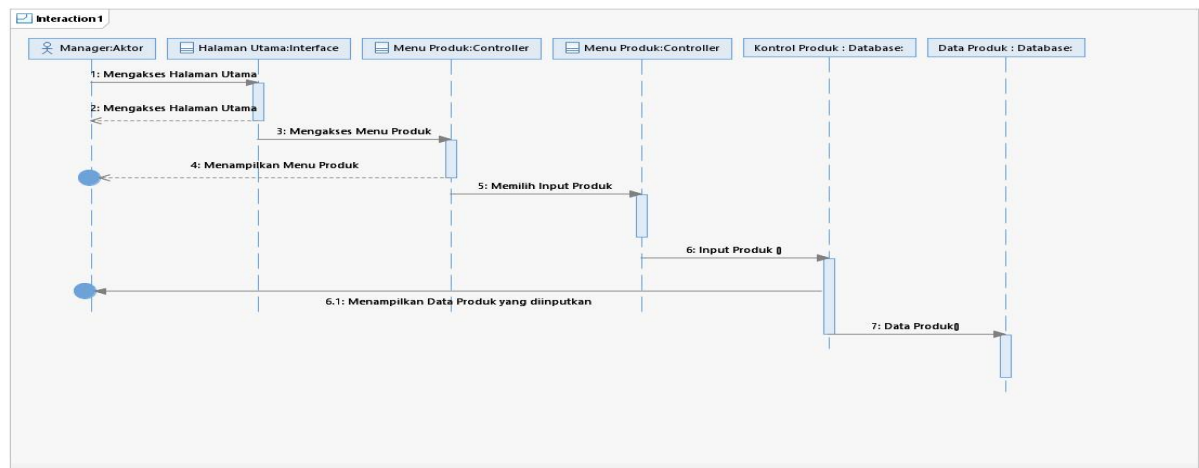 Interaction1
Manager:Aktor
Halaman Utama:Interface
Menu Produk:Controller
Menu Produk:Controller
Kontrol Produk : Database:
Data Produk : Database:
1: Mengakses Halaman Utama
2: Mengakses Halaman Utama
3: Mengakses Menu Produk
4: Menampilkan Menu Produk
5: Memilih Input Produk
6: Input Produk ()
6.1: Menampilkan Data Produk yang diinputkan
7: Data Produk()